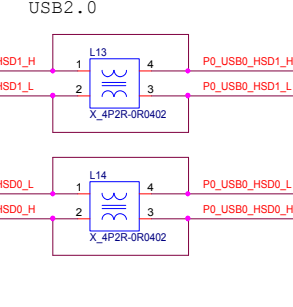 USB2.0
L13
HSD1_H 1 4 P0_USB0_HSD1_H
HSD1_L 2 3 P0_USB0_HSD1_L
X_4P2R-0R0402
L14
HSD0_L 1 4 P0_USB0_HSD0_L
HSD0_H 2 3 P0_USB0_HSD0_H
X_4P2R-0R0402